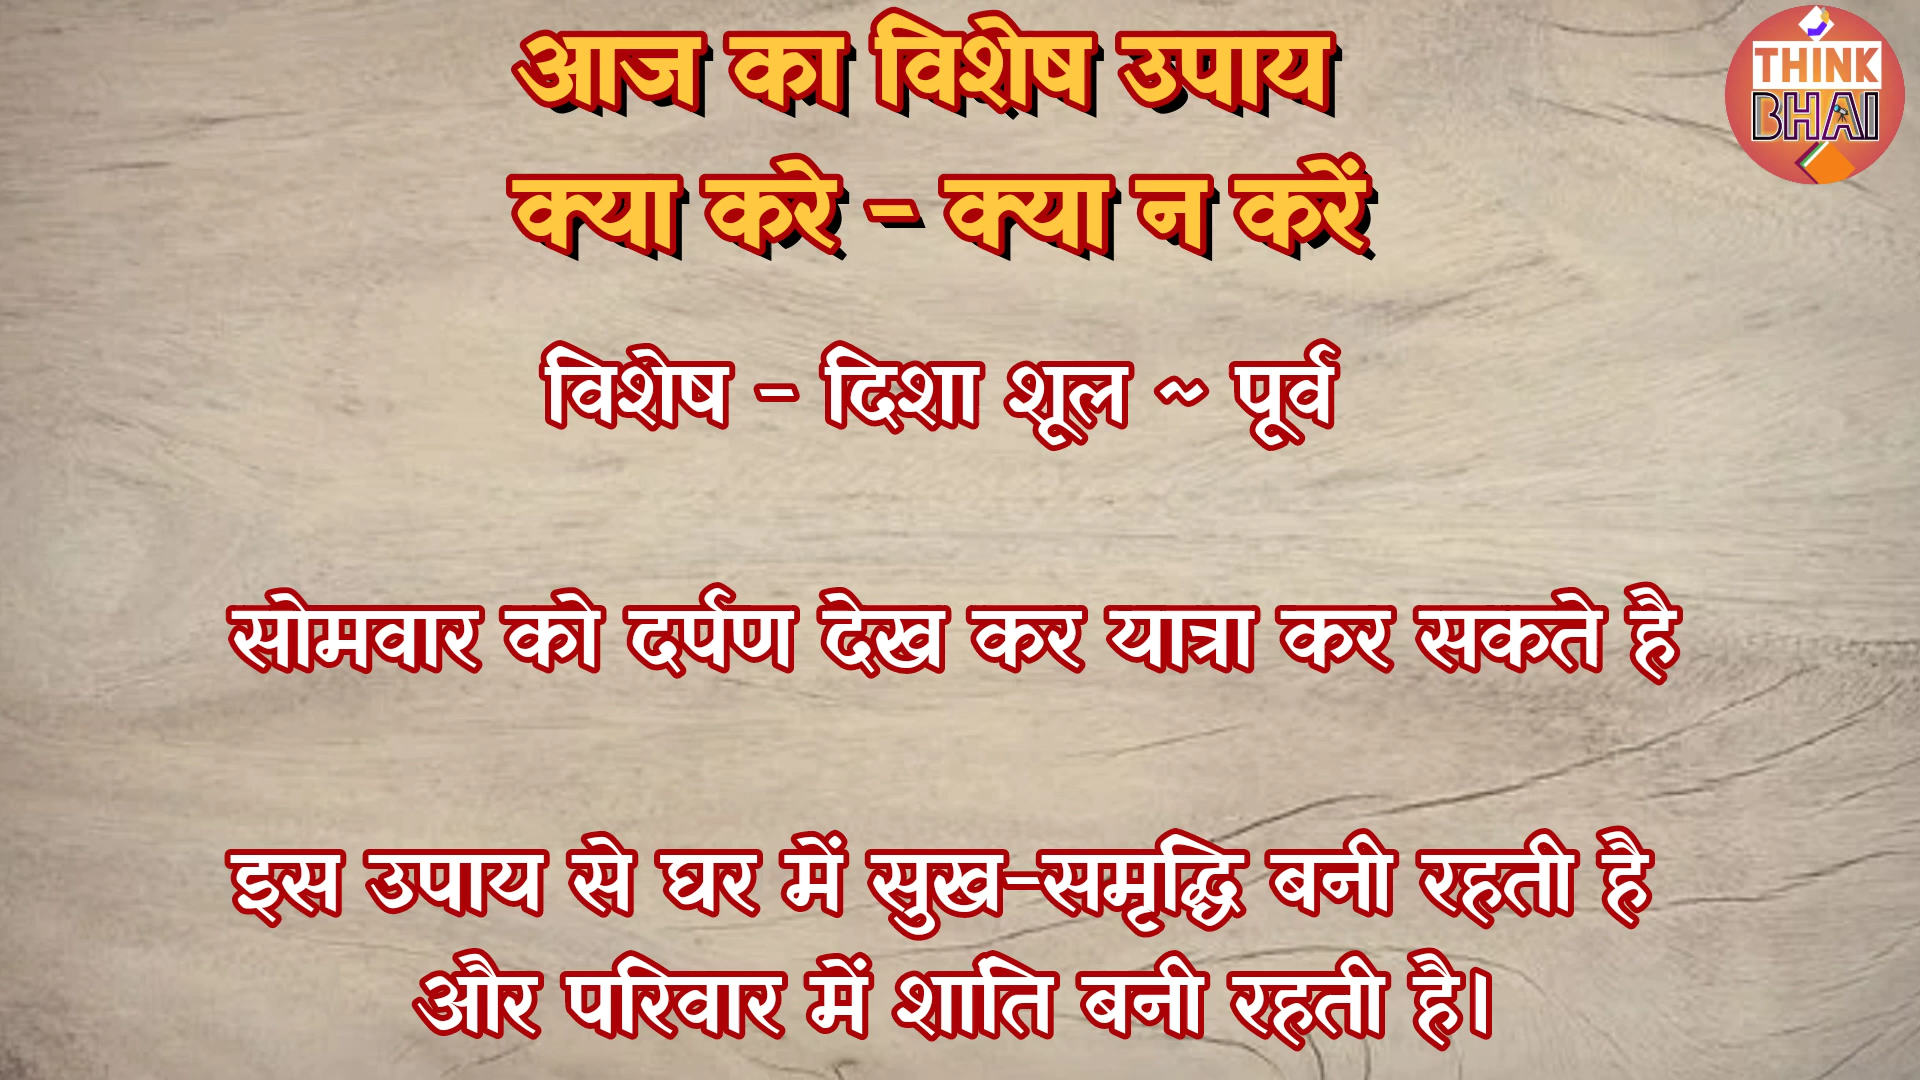 आज का विशेष उपाय
THINK
BHAI
क्या करे - क्या न करें
विशेष - दिशा शूल ~ पूर्व
सोमवार को दर्पण देख कर यात्रा कर सकते है
इस उपाय से घर में सुख-समृद्धि बनी रहती है
और परिवार में शांति बनी रहती है।